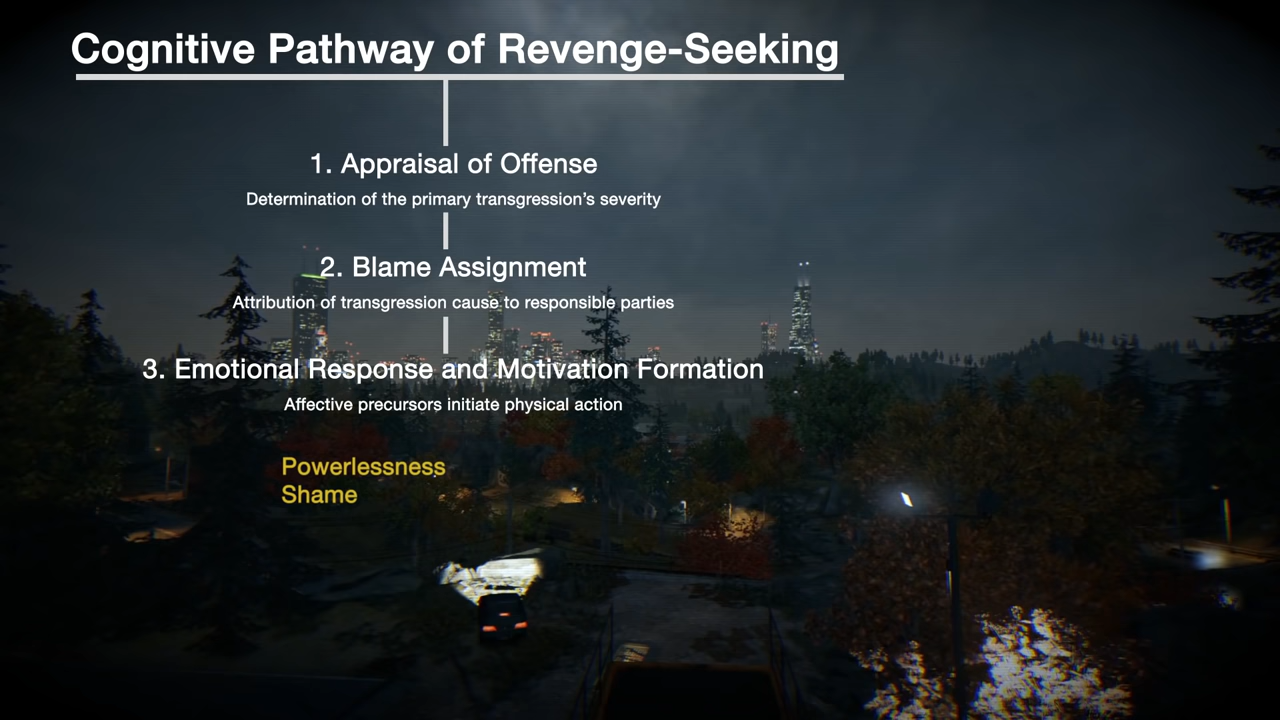 Cognitive Pathway of Revenge-Seeking
1. Appraisal of Offense
Determination of the primary transgression’s severity
2. Blame Assignment
Attribution of transgression cause to responsible parties
3. Emotional Response and Motivation Formation
Affective precursors initiate physical action
Powerlessness
Shame